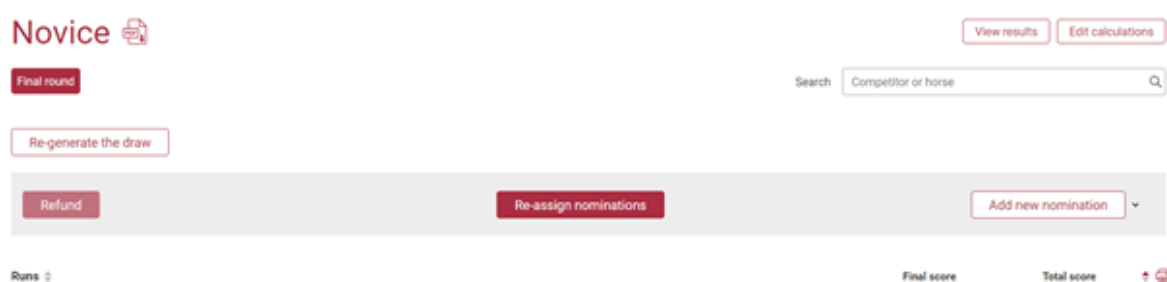 Novice
View results Edit calculations
Final round
Search Competitor or horse
Re-generate the draw
Refund Re-assign nominations Add new nomination
Runs Final score Total score